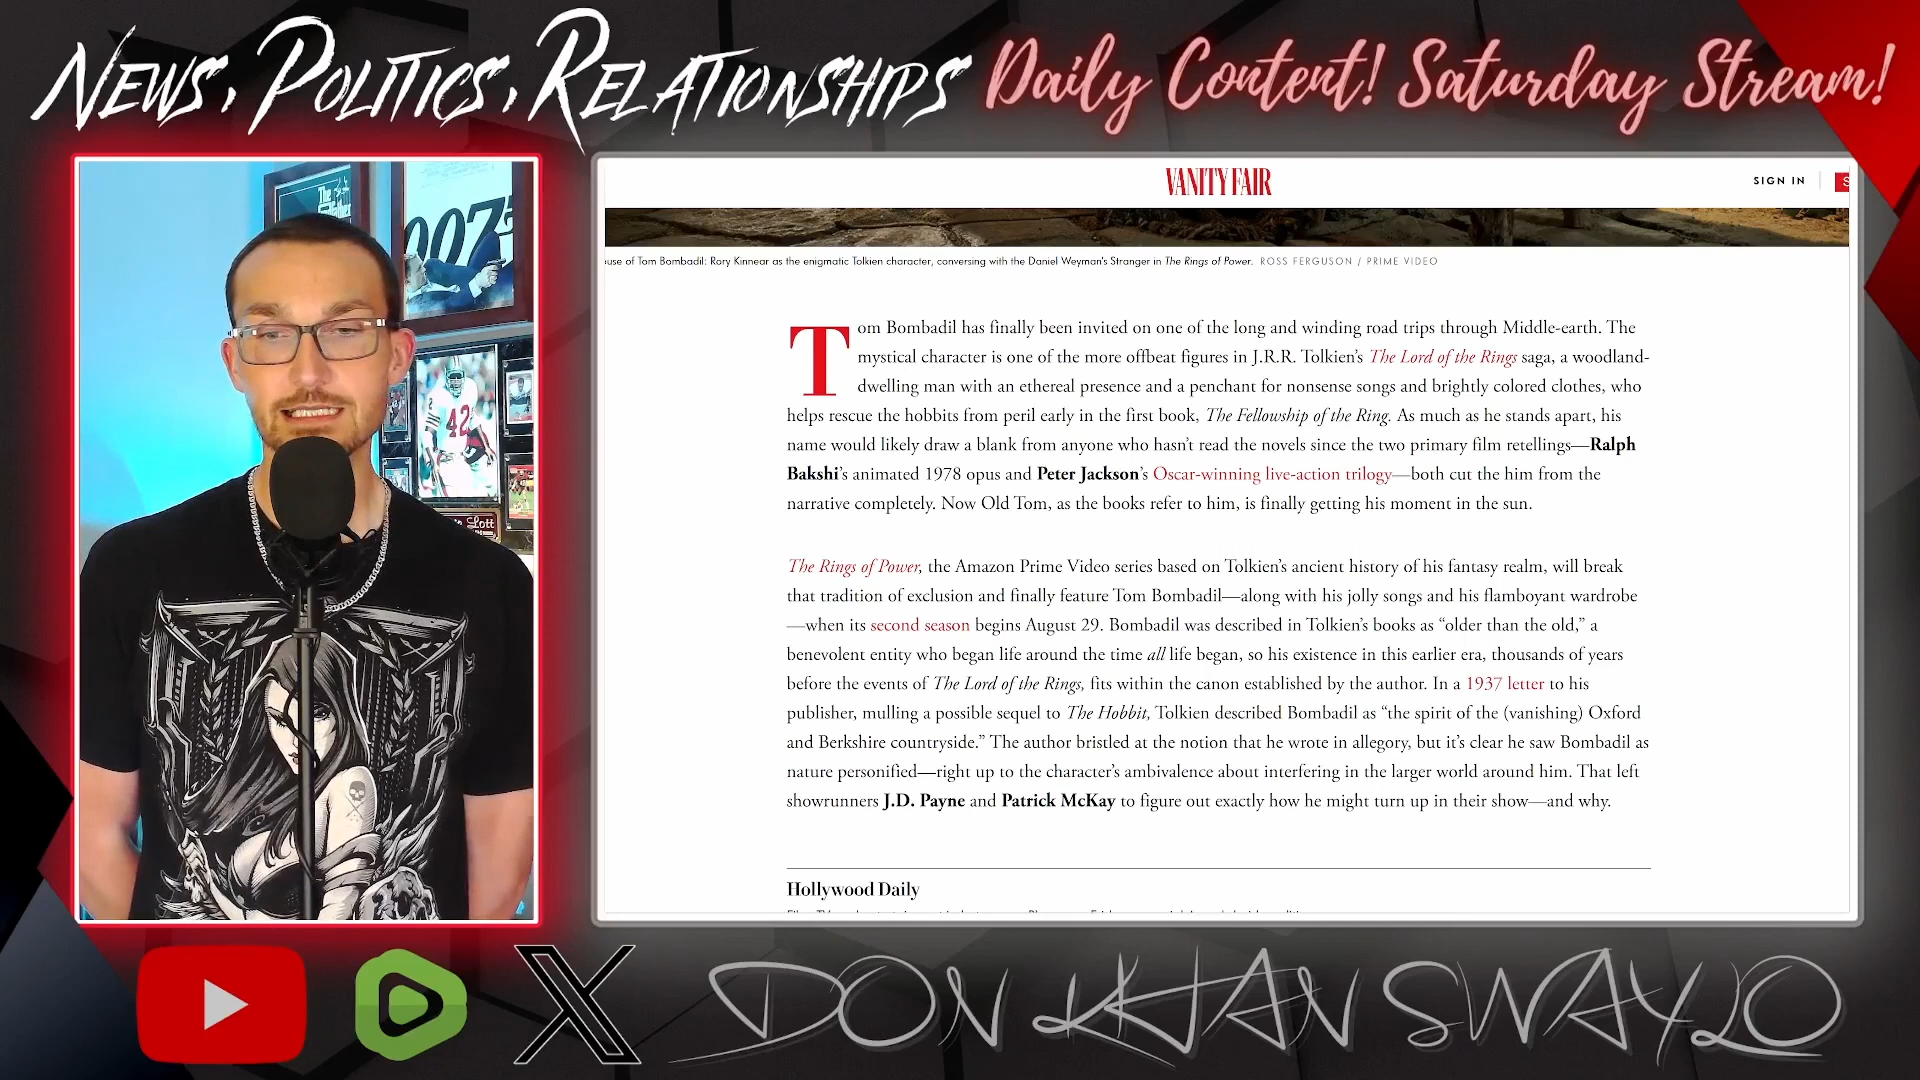 News, Politics, Relationships
Daily Content! Saturday Stream!
The
007
42
Lott
VANITY FAIR
SIGN IN
S
use of Tom Bombadil: Rory Kinnear as the enigmatic Tolkien character, conversing with the Daniel Weyman's Stranger in The Rings of Power. ROSS FERGUSON / PRIME VIDEO
Tom Bombadil has finally been invited on one of the long and winding road trips through Middle-earth. The
mystical character is one of the more offbeat figures in J.R.R. Tolkien's The Lord of the Rings saga, a woodland-
dwelling man with an ethereal presence and a penchant for nonsense songs and brightly colored clothes, who
helps rescue the hobbits from peril early in the first book, The Fellowship of the Ring. As much as he stands apart, his
name would likely draw a blank from anyone who hasn't read the novels since the two primary film retellings—Ralph
Bakshi's animated 1978 opus and Peter Jackson's Oscar-winning live-action trilogy—both cut the him from the
narrative completely. Now Old Tom, as the books refer to him, is finally getting his moment in the sun.
The Rings of Power, the Amazon Prime Video series based on Tolkien's ancient history of his fantasy realm, will break
that tradition of exclusion and finally feature Tom Bombadil—along with his jolly songs and his flamboyant wardrobe
—when its second season begins August 29. Bombadil was described in Tolkien's books as "older than the old," a
benevolent entity who began life around the time all life began, so his existence in this earlier era, thousands of years
before the events of The Lord of the Rings, fits within the canon established by the author. In a 1937 letter to his
publisher, mulling a possible sequel to The Hobbit, Tolkien described Bombadil as "the spirit of the (vanishing) Oxford
and Berkshire countryside." The author bristled at the notion that he wrote in allegory, but it's clear he saw Bombadil as
nature personified—right up to the character's ambivalence about interfering in the larger world around him. That left
showrunners J.D. Payne and Patrick McKay to figure out exactly how he might turn up in their show—and why.
Hollywood Daily
X
DON KHAN SWAYLO